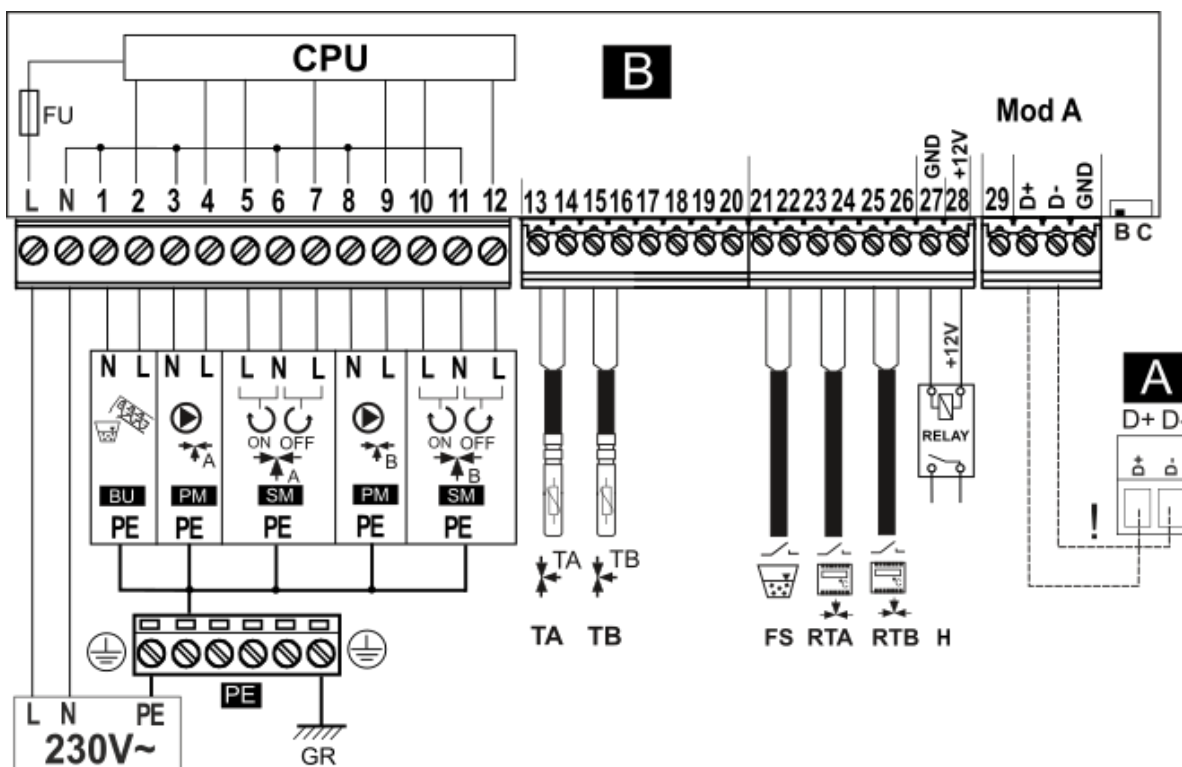 CPU
B
FU
Mod A
L N 1 2 3 4 5 6 7 8 9 10 11 12
13 14 15 16 17 18 19 20
21 22 23 24 25 26 27 28
GND +12V
29 D+ D- GND
B C
N L N L L N L N L L N L
ON OFF ON OFF
A A B B
BU PM SM PM SM
PE PE PE PE PE
+12V
RELAY
A
D+ D-
D+ D-
!
TA TB
°C °C
TA TB FS RTA RTB H
PE
L N PE
230V~
GR